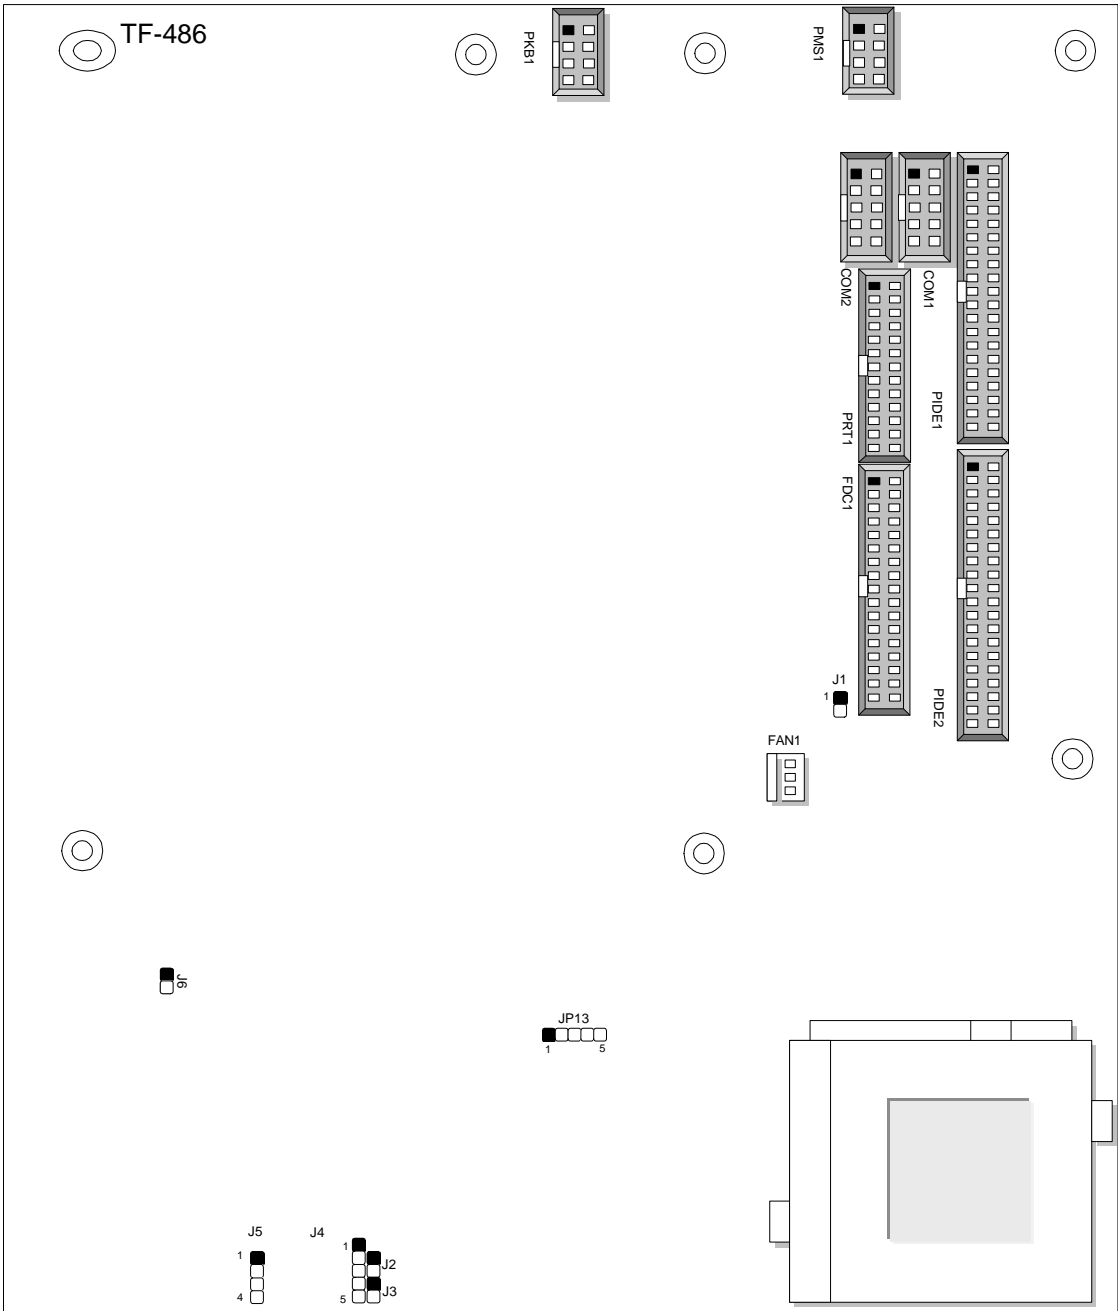 TF-486
PKB1
PMS1
COM2
COM1
PRT1
PIDE1
FDC1
J1
1
PIDE2
FAN1
J6
JP13
1 5
J5
J4
1
1
J2
J3
4
5